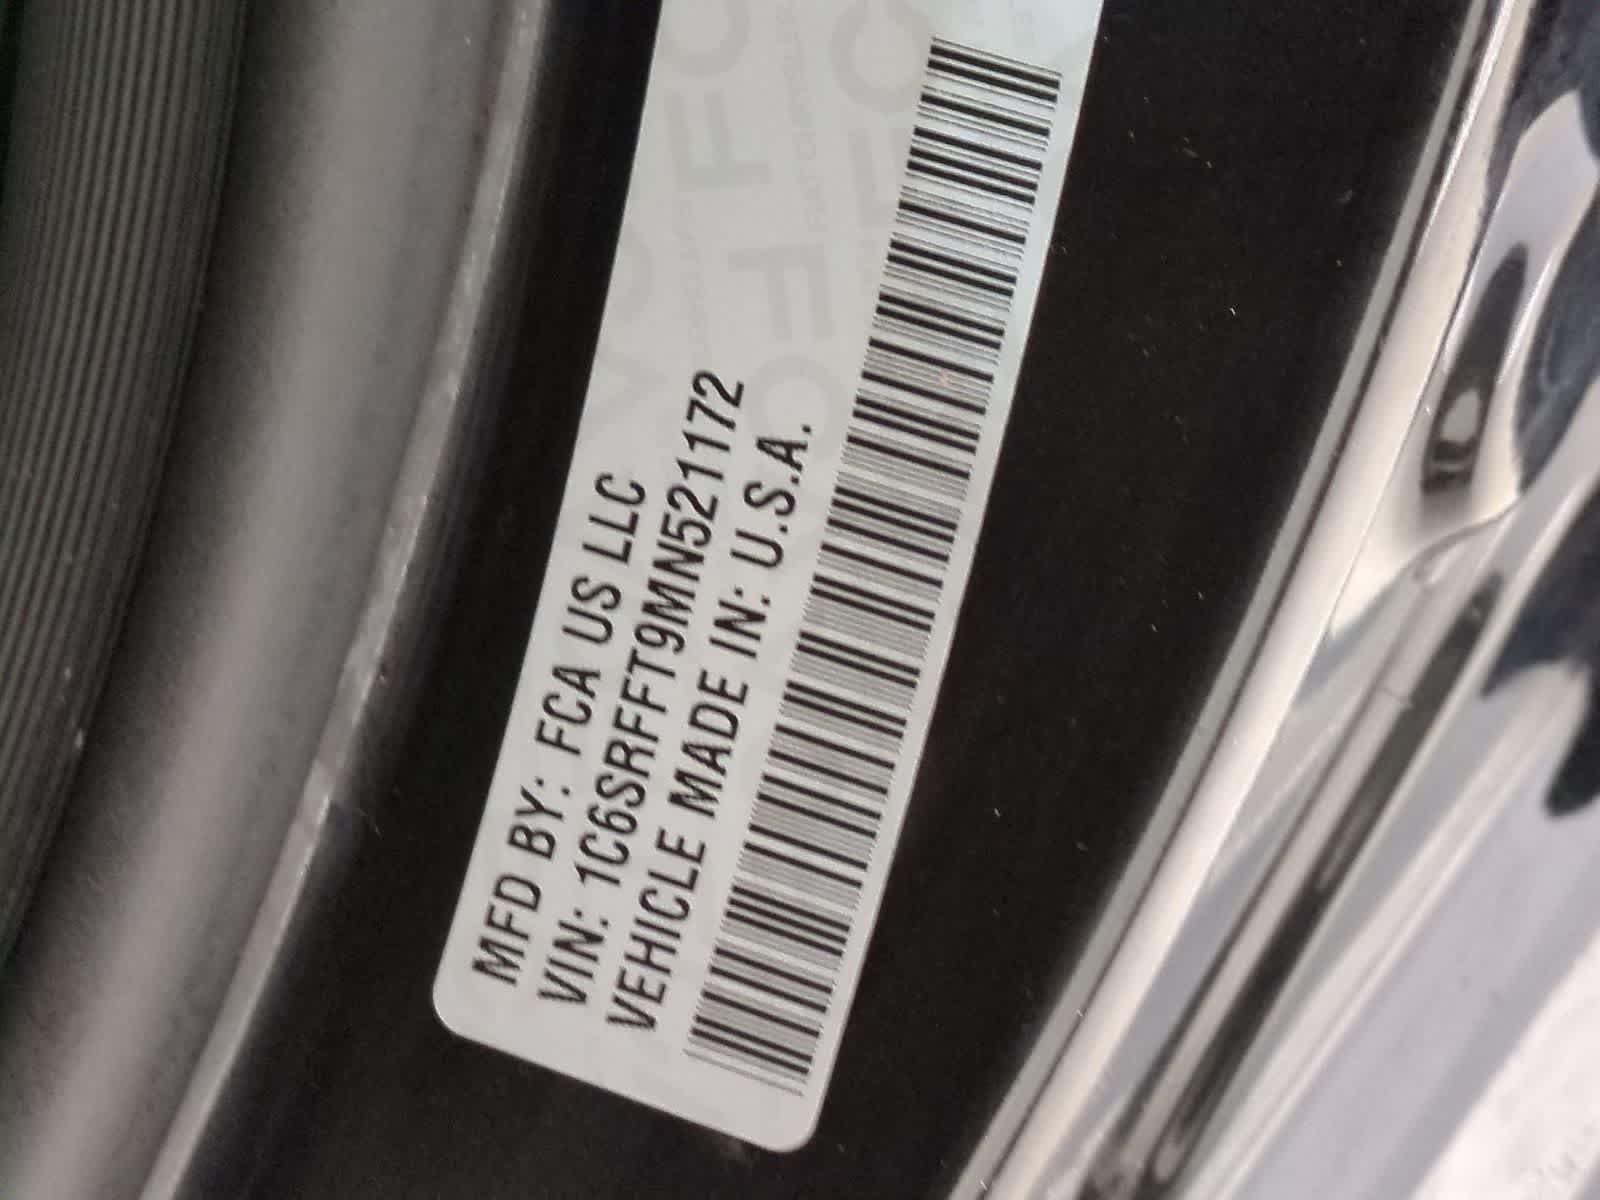 MFD BY: FCA US LLC
VIN: 1C6SRFFT9MN521172
VEHICLE MADE IN: U.S.A.